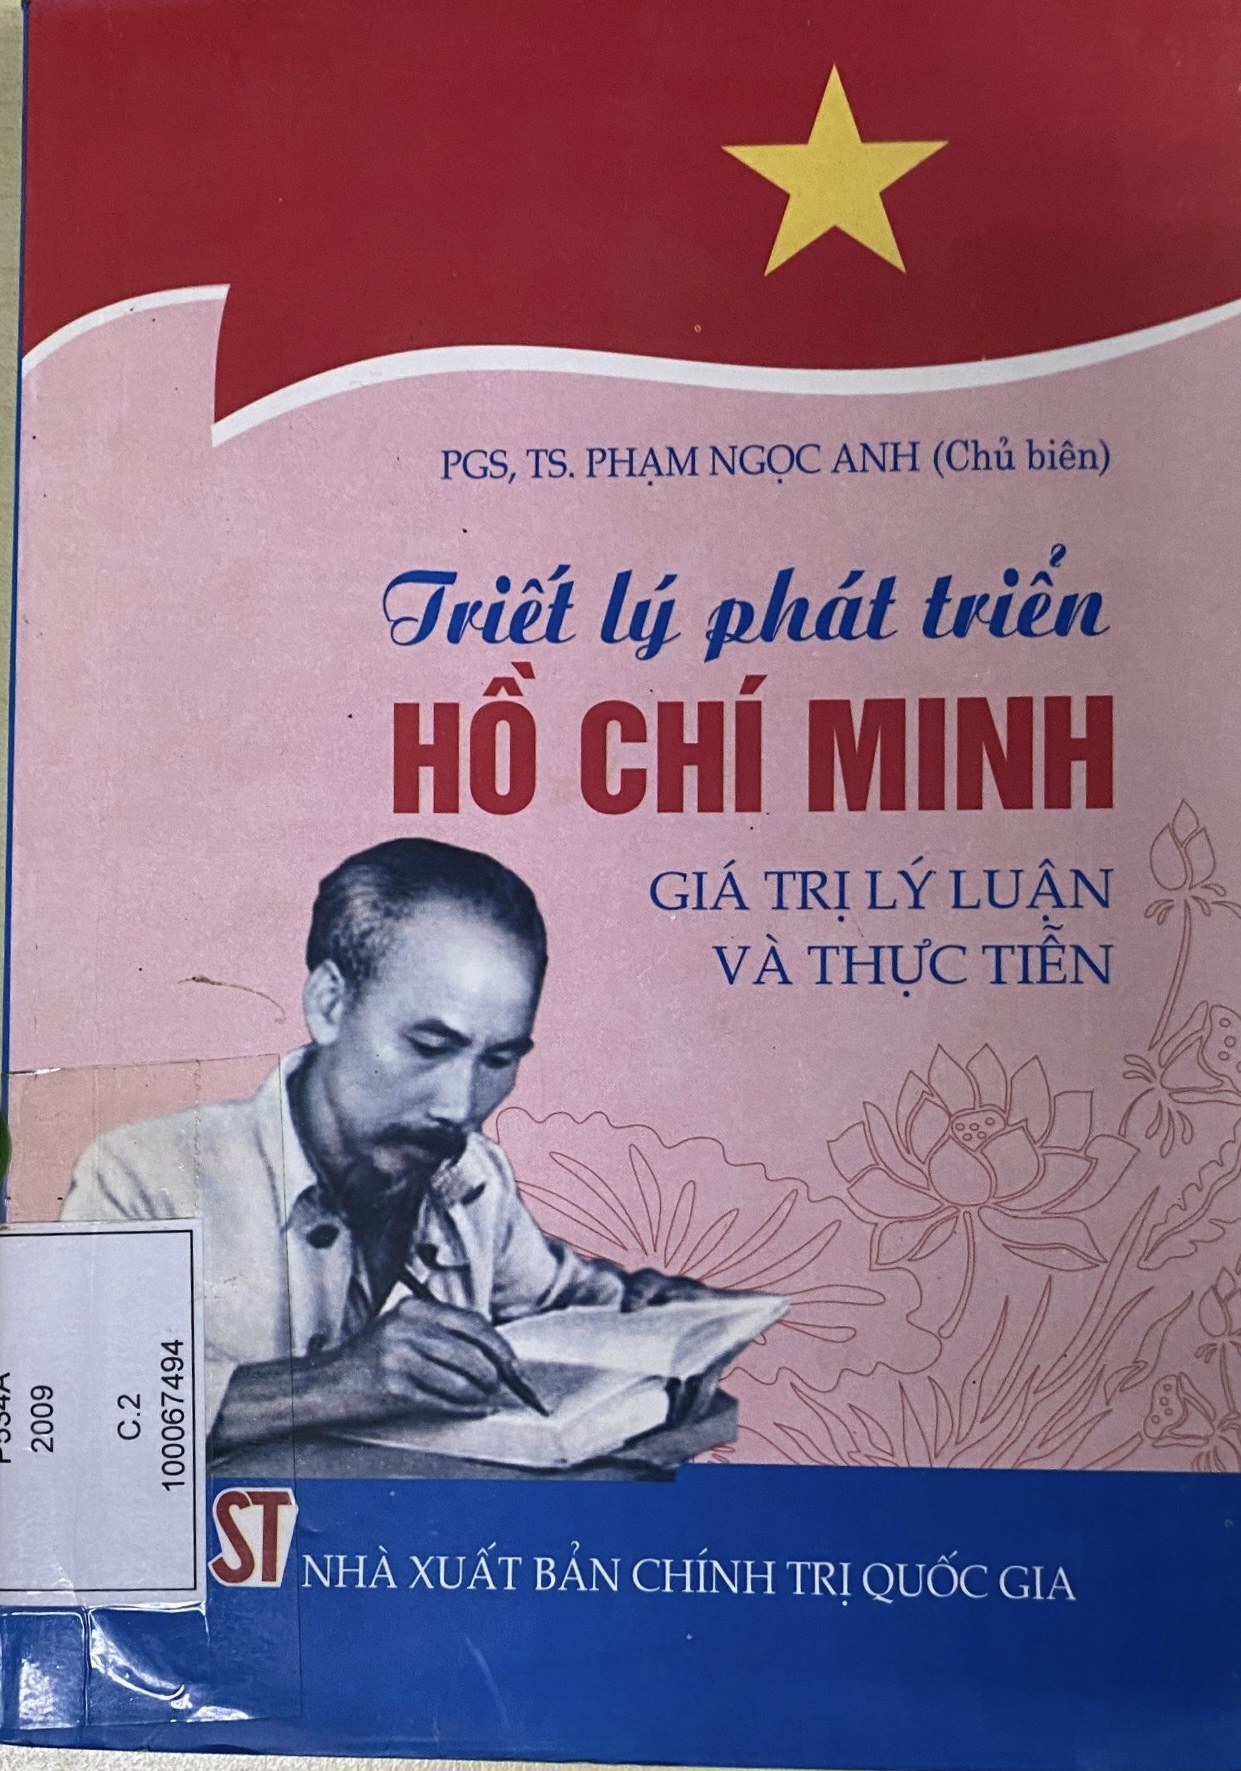 PGS, TS. PHẠM NGỌC ANH (Chủ biên)
Triết lý phát triển
HỒ CHÍ MINH
GIÁ TRỊ LÝ LUẬN
VÀ THỰC TIỄN
2009
C.2
100067494
ST
NHÀ XUẤT BẢN CHÍNH TRỊ QUỐC GIA